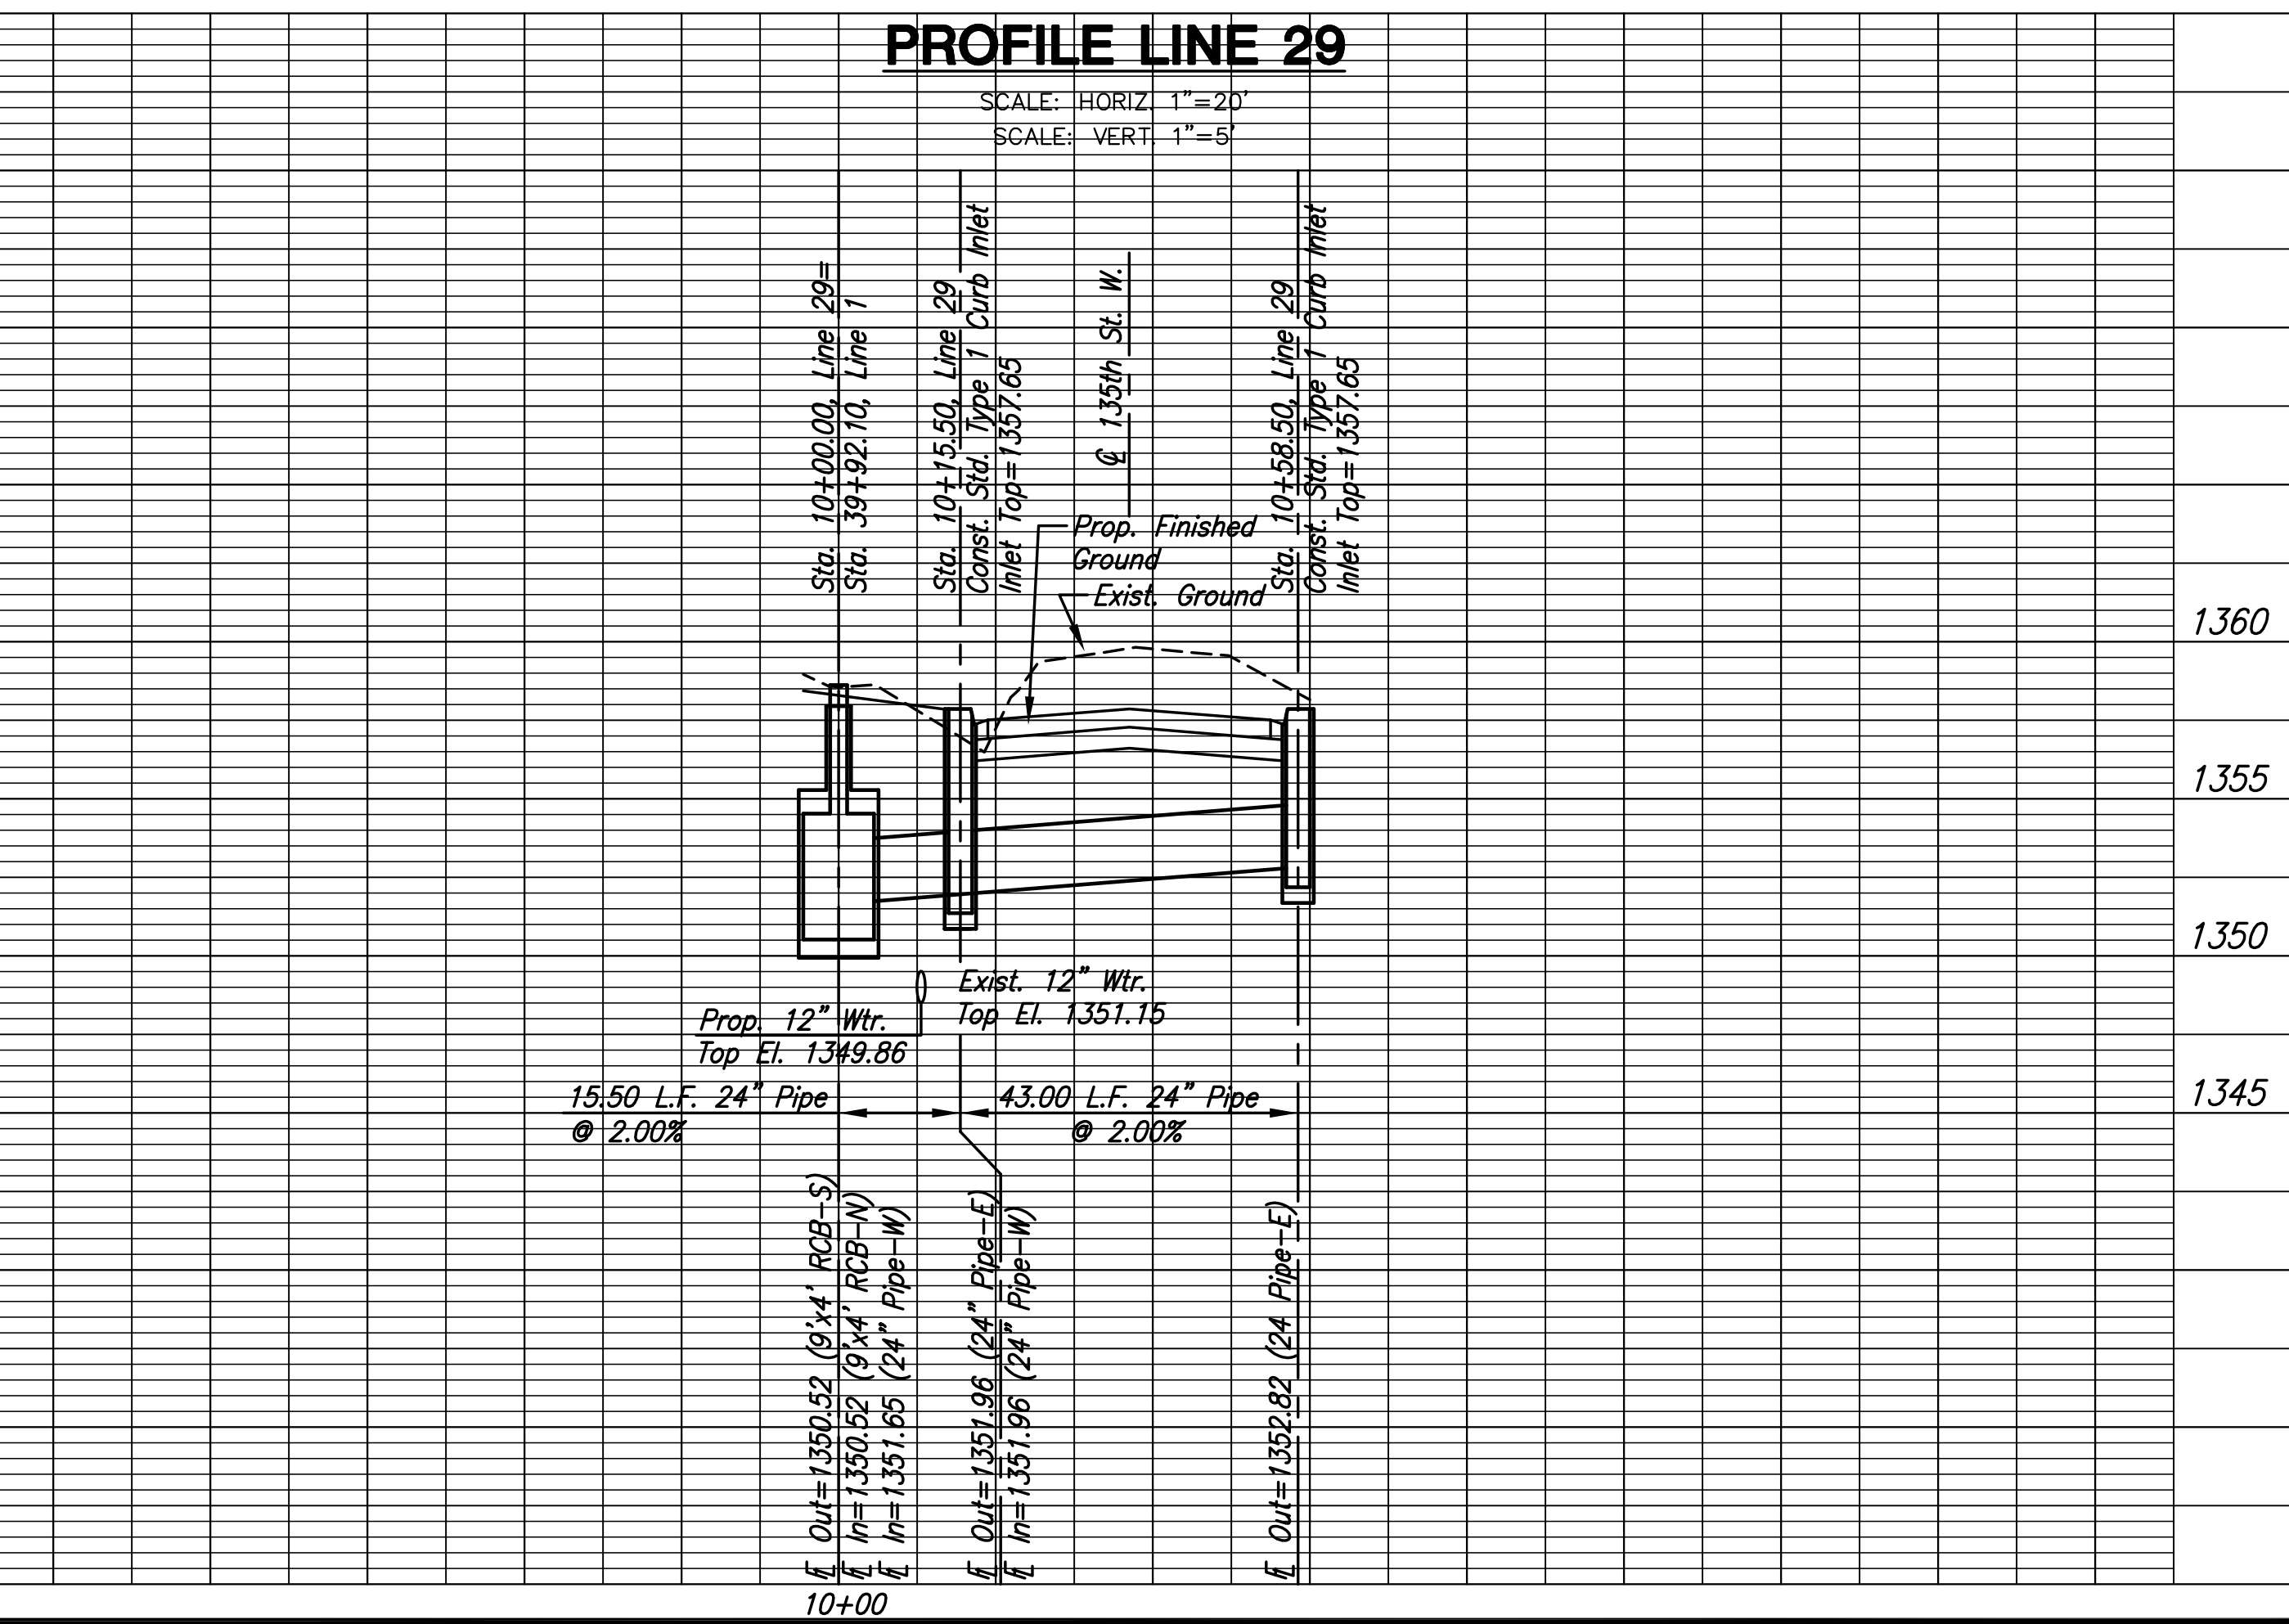 PROFILE LINE 29
SCALE: HORIZ. 1"=20'
SCALE: VERT. 1"=5'
Sta. 10+00.00, Line 29=
Sta. 39+92.10, Line 1
Sta. 10+15.50, Line 29
Const. Std. Type 1 Curb Inlet
Inlet Top=1357.65
℄ 135th St. W.
Sta. 10+58.50, Line 29
Const. Std. Type 1 Curb Inlet
Inlet Top=1357.65
Prop. Finished
Ground
Exist. Ground
1360
1355
1350
1345
Exist. 12" Wtr.
Top El. 1351.15
Prop. 12" Wtr.
Top El. 1349.86
15.50 L.F. 24" Pipe
@ 2.00%
43.00 L.F. 24" Pipe
@ 2.00%
FL Out=1350.52 (9'x4' RCB-S)
FL In=1350.52 (9'x4' RCB-N)
FL In=1351.65 (24" Pipe-W)
FL Out=1351.96 (24" Pipe-E)
FL In=1351.96 (24" Pipe-W)
FL Out=1352.82 (24 Pipe-E)
10+00